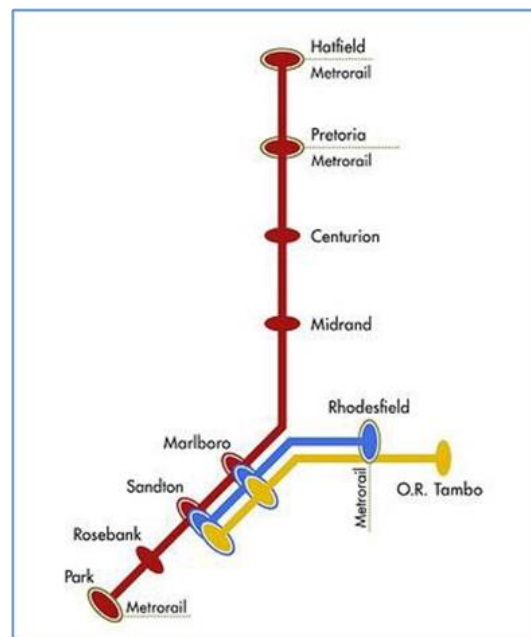 Hatfield
Metrorail
Pretoria
Metrorail
Centurion
Midrand
Rhodesfield
Metrorail
O.R. Tambo
Marlboro
Sandton
Rosebank
Park
Metrorail